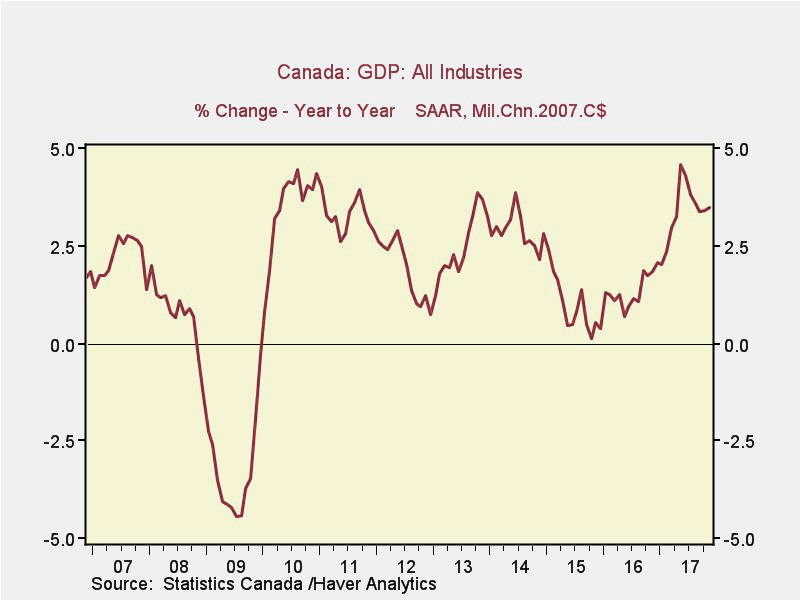 Canada: GDP: All Industries
% Change - Year to Year SAAR, Mil.Chn.2007.C$
5.0 5.0
2.5 2.5
0.0 0.0
-2.5 -2.5
-5.0 -5.0
07 08 09 10 11 12 13 14 15 16 17
Source: Statistics Canada /Haver Analytics